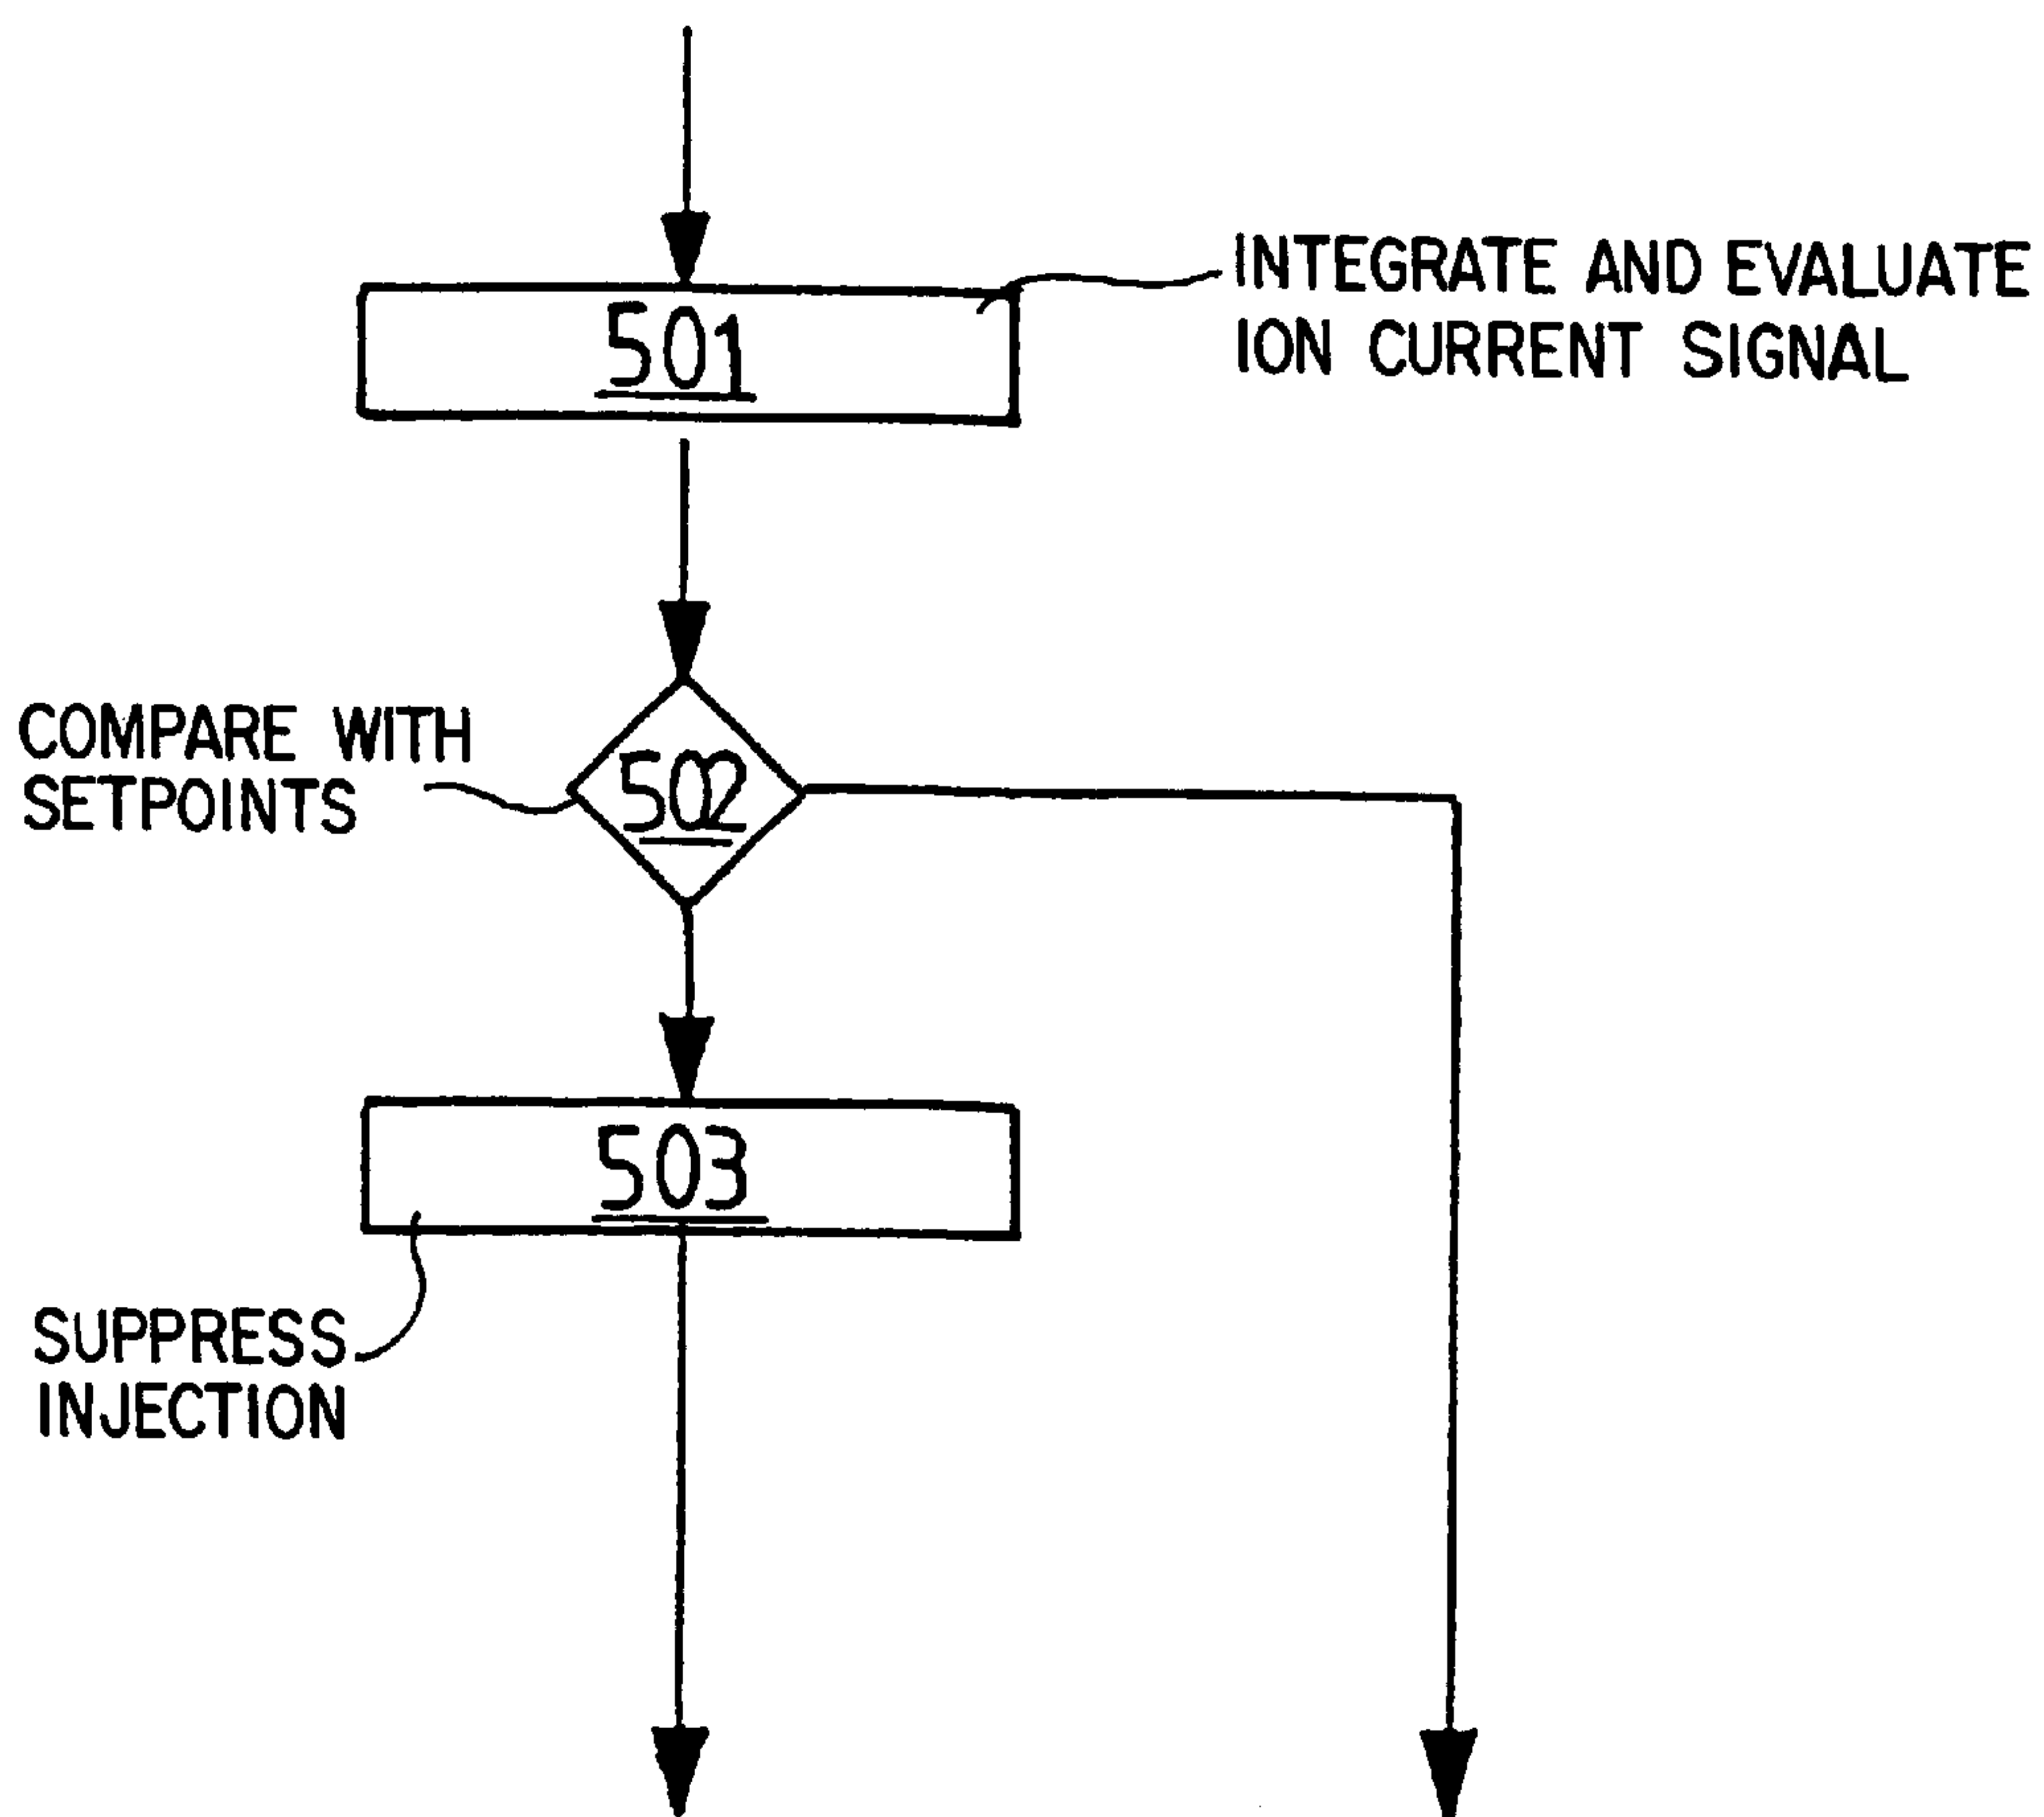 501
INTEGRATE AND EVALUATE
ION CURRENT SIGNAL
COMPARE WITH
SETPOINTS
502
503
SUPPRESS
INJECTION